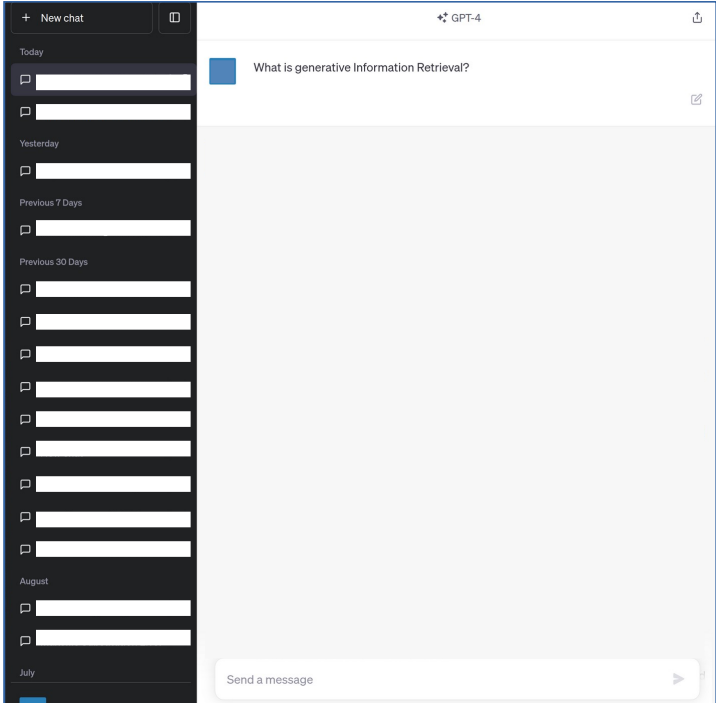 New chat
Today
Yesterday
Previous 7 Days
Previous 30 Days
August
July
GPT-4
What is generative Information Retrieval?
Send a message